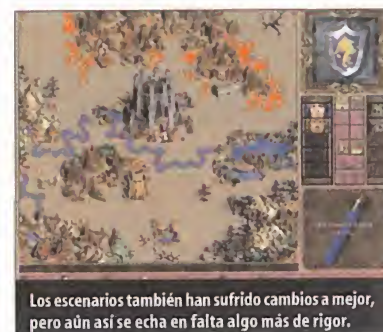 Los escenarios también han sufrido cambios a mejor,
pero aún así se echa en falta algo más de rigor.